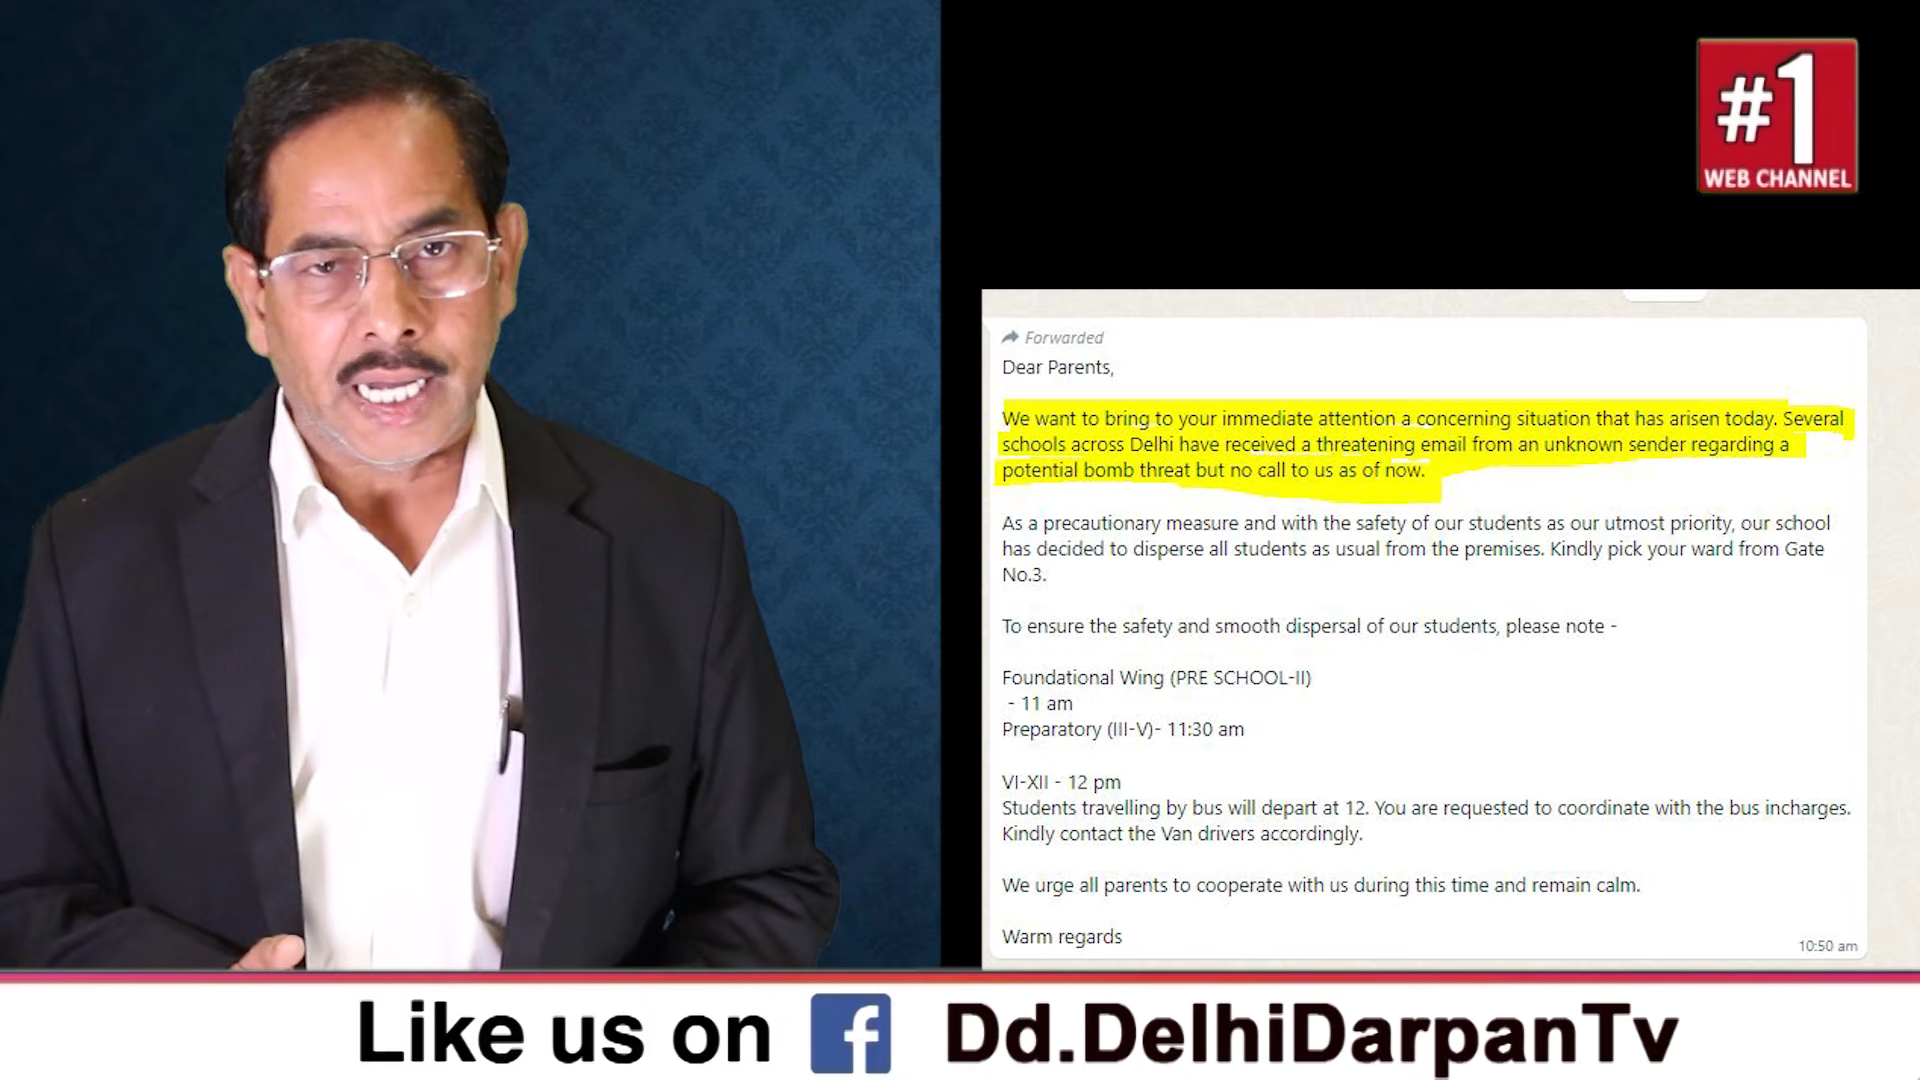 #1
WEB CHANNEL
Forwarded
Dear Parents,
We want to bring to your immediate attention a concerning situation that has arisen today. Several
schools across Delhi have received a threatening email from an unknown sender regarding a
potential bomb threat but no call to us as of now.
As a precautionary measure and with the safety of our students as our utmost priority, our school
has decided to disperse all students as usual from the premises. Kindly pick your ward from Gate
No.3.
To ensure the safety and smooth dispersal of our students, please note -
Foundational Wing (PRE SCHOOL-II)
- 11 am
Preparatory (III-V)- 11:30 am
VI-XII - 12 pm
Students travelling by bus will depart at 12. You are requested to coordinate with the bus incharges.
Kindly contact the Van drivers accordingly.
We urge all parents to cooperate with us during this time and remain calm.
Warm regards
10:50 am
Like us on f Dd.DelhiDarpanTv